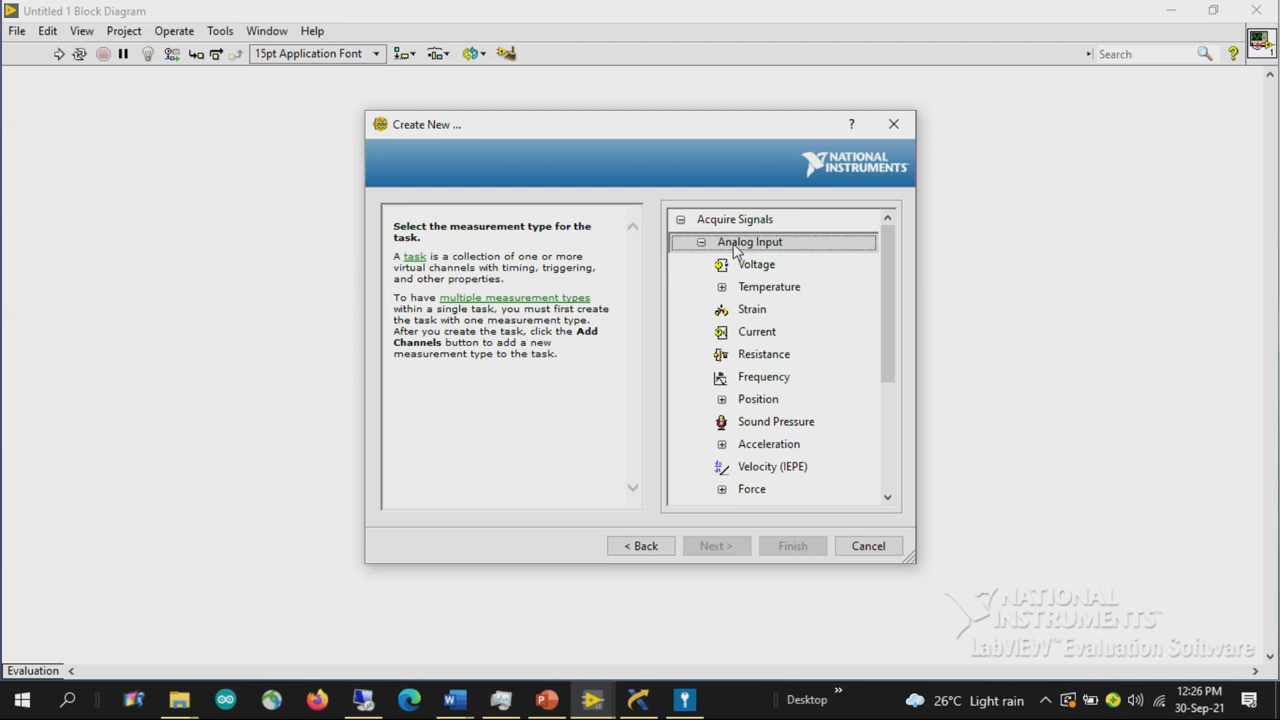 Untitled 1 Block Diagram
File Edit View Project Operate Tools Window Help
15pt Application Font
Search
1
Create New ...
?
NATIONAL INSTRUMENTS
Select the measurement type for the
task.
A task is a collection of one or more
virtual channels with timing, triggering,
and other properties.
To have multiple measurement types
within a single task, you must first create
the task with one measurement type.
After you create the task, click the Add
Channels button to add a new
measurement type to the task.
Acquire Signals
Analog Input
Voltage
Temperature
Strain
Current
Resistance
Frequency
Position
Sound Pressure
Acceleration
Velocity (IEPE)
Force
< Back
Next >
Finish
Cancel
NATIONAL
INSTRUMENTS
LabVIEW™ Evaluation Software
Evaluation
Desktop
26°C Light rain
12:26 PM
30-Sep-21